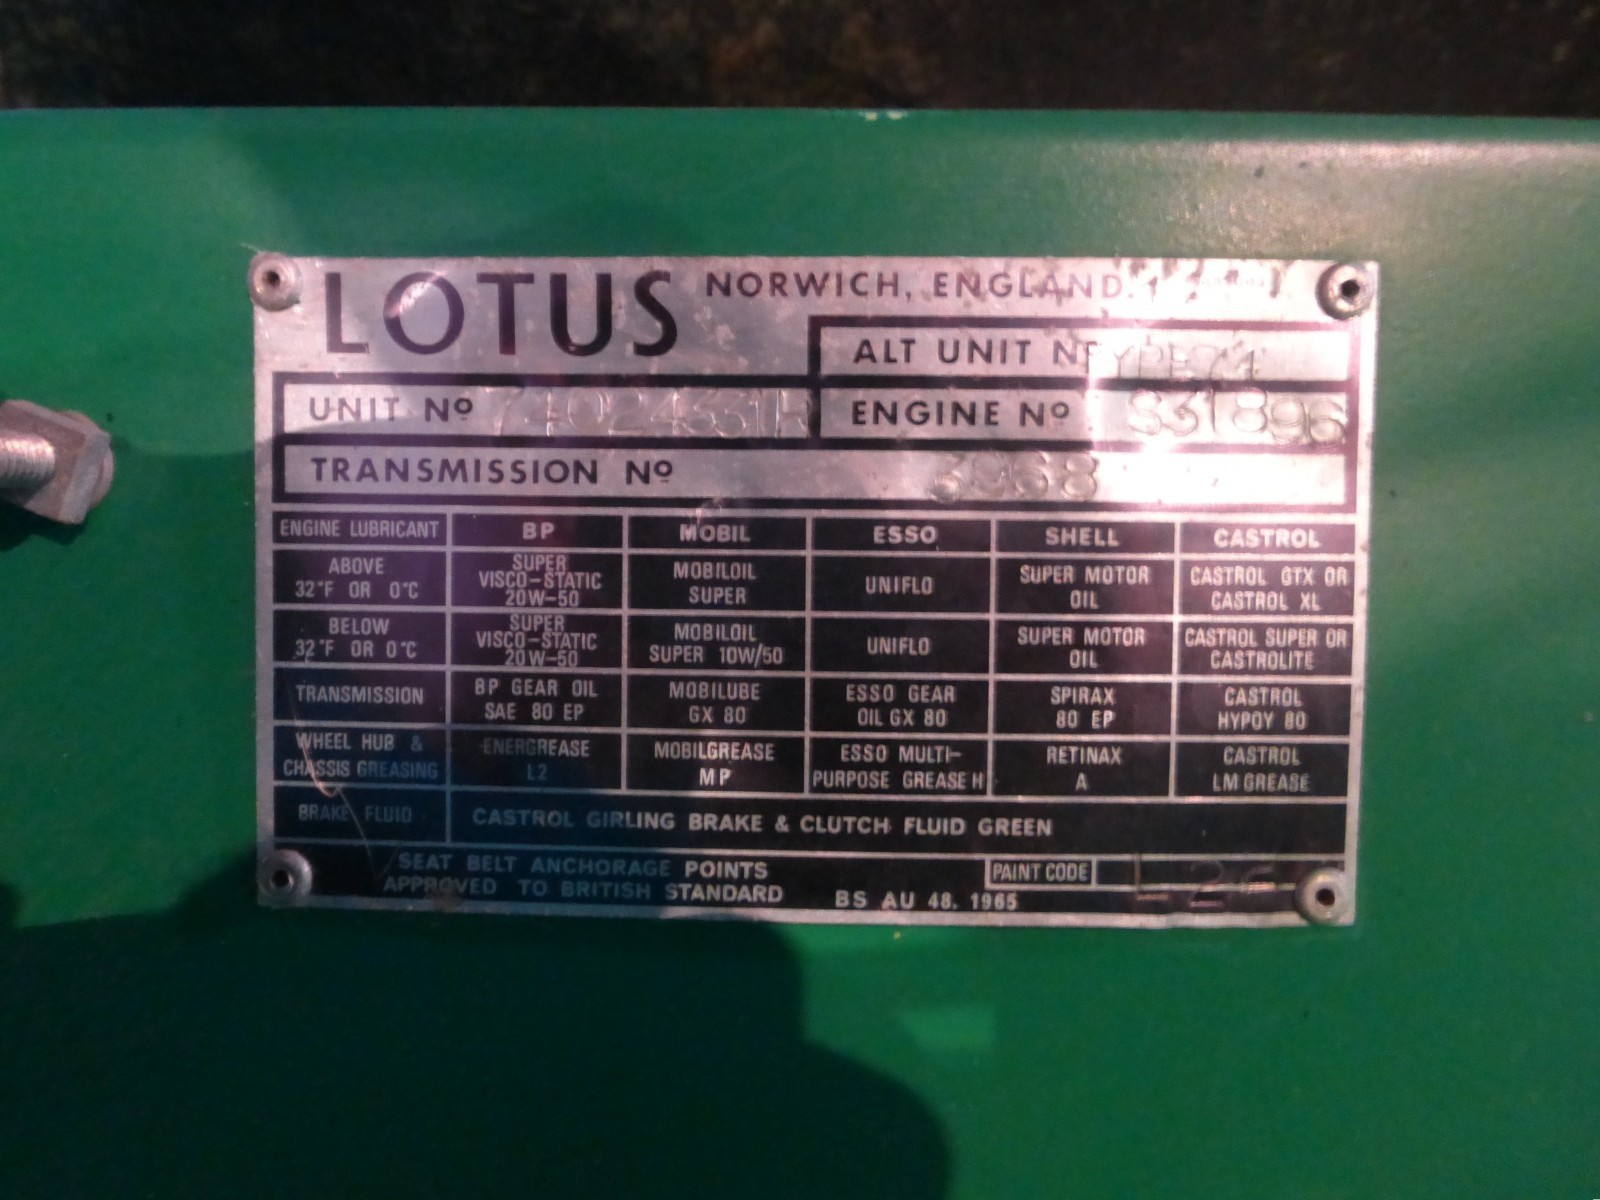 LOTUS NORWICH, ENGLAND
ALT UNIT No TYPE 74
UNIT No 74024331R ENGINE No S31896
TRANSMISSION No 3968
ENGINE LUBRICANT BP MOBIL ESSO SHELL CASTROL
ABOVE 32°F OR 0°C SUPER VISCO-STATIC 20W-50 MOBILOIL SUPER UNIFLO SUPER MOTOR OIL CASTROL GTX OR CASTROL XL
BELOW 32°F OR 0°C SUPER VISCO-STATIC 20W-50 MOBILOIL SUPER 10W/50 UNIFLO SUPER MOTOR OIL CASTROL SUPER OR CASTROLITE
TRANSMISSION BP GEAR OIL SAE 80 EP MOBILUBE GX 80 ESSO GEAR OIL GX 80 SPIRAX 80 EP CASTROL HYPOY 80
WHEEL HUB & CHASSIS GREASING ENERGREASE L2 MOBILGREASE MP ESSO MULTI-PURPOSE GREASE H RETINAX A CASTROL LM GREASE
BRAKE FLUID CASTROL GIRLING BRAKE & CLUTCH FLUID GREEN
SEAT BELT ANCHORAGE POINTS
APPROVED TO BRITISH STANDARD BS AU 48, 1965
PAINT CODE